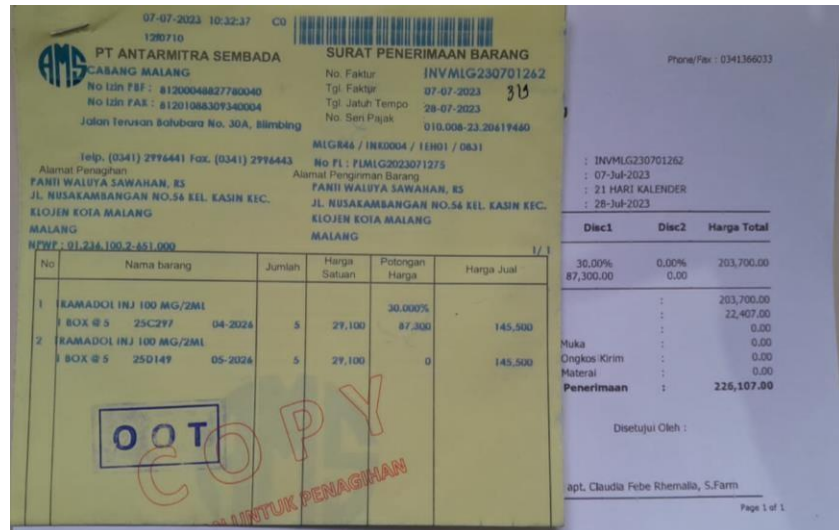 07-07-2023 10:32:37 C0
12f0710
AMS
PT ANTARMITRA SEMBADA
CABANG MALANG
No Izin PBF : 81200048827780040
No Izin PAK : 81201088309340004
Jalan Terusan Batubara No. 30A, Blimbing
Telp. (0341) 2996441 Fax. (0341) 2996443
SURAT PENERIMAAN BARANG
No. Faktur INVMLG230701262
Tgl. Faktur 07-07-2023
Tgl. Jatuh Tempo 28-07-2023
No. Seri Pajak
010.008-23.20619460
MLGR46 / INK0004 / 1EH01 / 0831
No PL : PLMLG2023071275
Alamat Penagihan
PANTI WALUYA SAWAHAN, RS
JL. NUSAKAMBANGAN NO.56 KEL. KASIN KEC.
KLOJEN KOTA MALANG
MALANG
NPWP : 01.236.100.2-651.000
Alamat Pengiriman Barang
PANTI WALUYA SAWAHAN, RS
JL. NUSAKAMBANGAN NO.56 KEL. KASIN KEC.
KLOJEN KOTA MALANG
MALANG
1/ 1
No Nama barang Jumlah Harga Satuan Potongan Harga Harga Jual
1 TRAMADOL INJ 100 MG/2ML 30.000%
1 BOX @ 5 25C297 04-2026 5 29,100 87,300 145,500
2 TRAMADOL INJ 100 MG/2ML
1 BOX @ 5 25D149 05-2026 5 29,100 0 145,500
OOT
COPY
UNTUK PENAGIHAN
Phone/Fax : 0341366033
: INVMLG230701262
: 07-Jul-2023
: 21 HARI KALENDER
: 28-Jul-2023
Disc1 Disc2 Harga Total
30.00% 0.00% 203,700.00
87,300.00 0.00
: 203,700.00
: 22,407.00
: 0.00
Muka : 0.00
Ongkos Kirim : 0.00
Materai : 0.00
Penerimaan : 226,107.00
Disetujui Oleh :
apt. Claudia Febe Rhemalla, S.Farm
Page 1 of 1